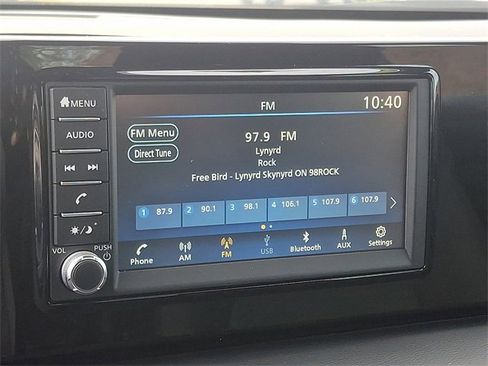 MENU
AUDIO
VOL
PUSH
FM
10:40
FM Menu
97.9 FM
Direct Tune
Lynyrd
Rock
Free Bird - Lynyrd Skynyrd ON 98ROCK
1 87.9 2 90.1 3 98.1 4 106.1 5 107.9 6 107.9
Phone AM FM USB Bluetooth AUX Settings